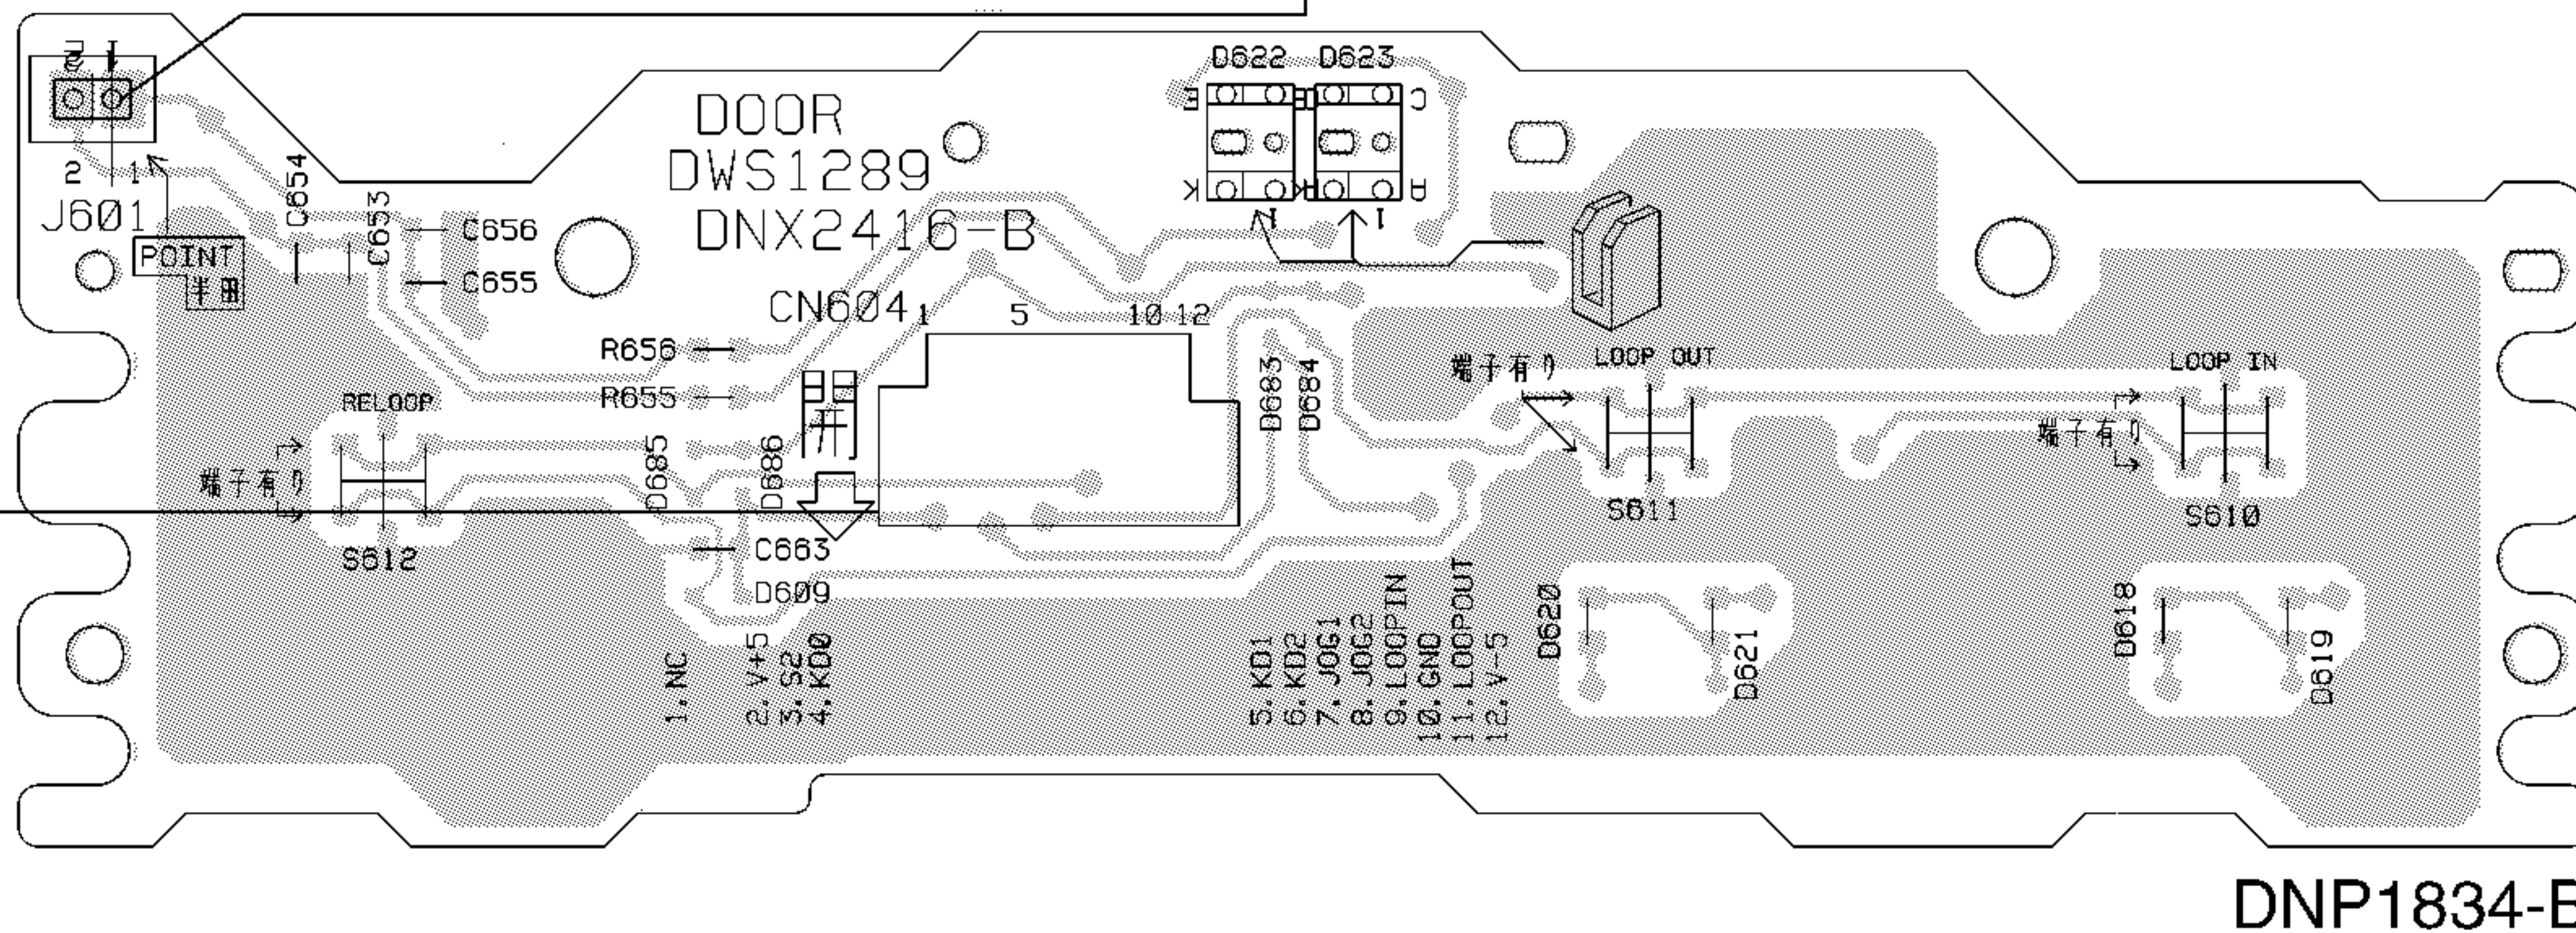 D622 D623
DOOR
DWS1289
DNX2416-B
2 1
J601
POINT
半田
C654
C653
C656
C655
CN604
1 5 10 12
R656
R655
開
RELOOP
端子有り
S612
D685
D686
C663
D609
D683
D684
端子有り
LOOP OUT
S611
LOOP IN
端子有り
S610
1. NC
2. V+5
3. S2
4. KD0
5. KD1
6. KD2
7. JOG1
8. JOG2
9. LOOPIN
10. GND
11. LOOPOUT
12. V-5
D620
D621
D618
D619
DNP1834-B